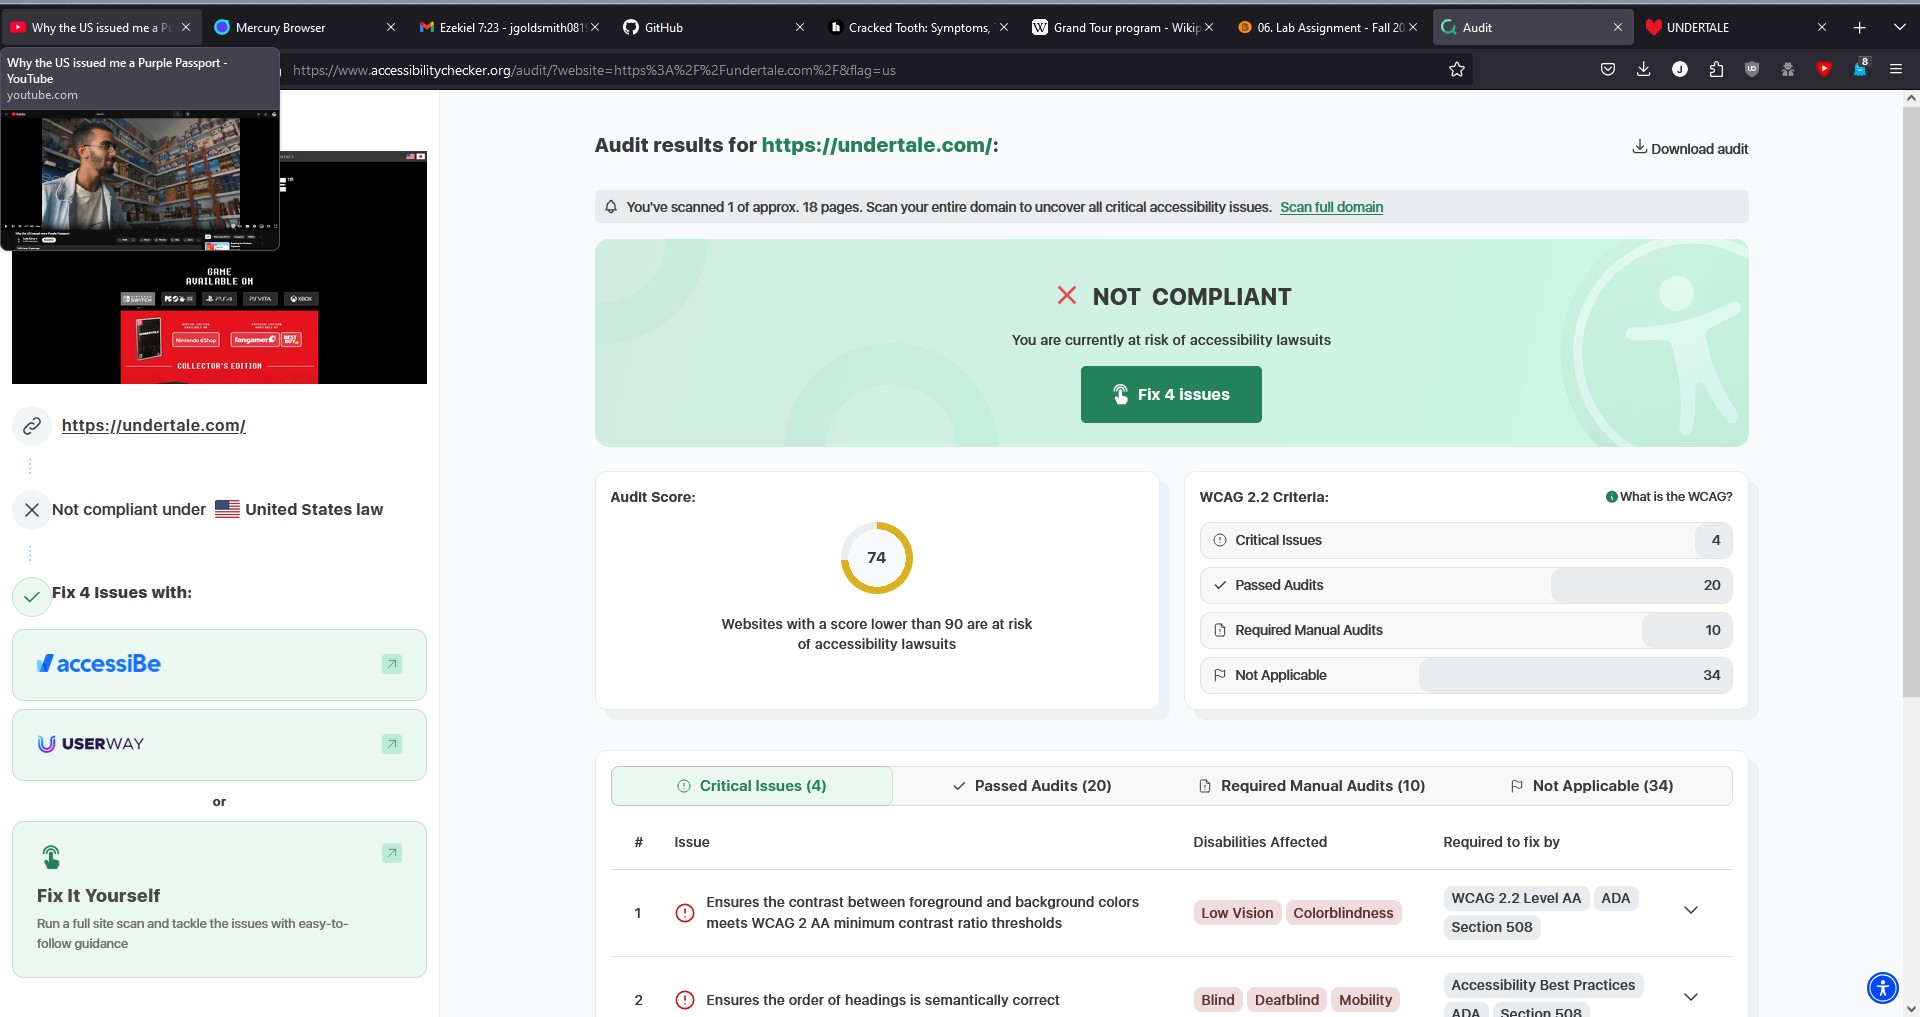 Why the US issued me a Pu
Mercury Browser
Ezekiel 7:23 - jgoldsmith081
GitHub
Cracked Tooth: Symptoms,
Grand Tour program - Wikip
06. Lab Assignment - Fall 20
Audit
UNDERTALE
https://www.accessibilitychecker.org/audit/?website=https%3A%2F%2Fundertale.com%2F&flag=us
8
Why the US issued me a Purple Passport -
YouTube
youtube.com
GAME
AVAILABLE ON
SWITCH
PS4
PSVITA
XBOX
Nintendo eShop
fangamer
BEST BUY
COLLECTOR'S EDITION
https://undertale.com/
Not compliant under United States law
Fix 4 Issues with:
accessiBe
USERWAY
or
Fix It Yourself
Run a full site scan and tackle the issues with easy-to-
follow guidance
Audit results for https://undertale.com/:
Download audit
You've scanned 1 of approx. 18 pages. Scan your entire domain to uncover all critical accessibility issues. Scan full domain
NOT COMPLIANT
You are currently at risk of accessibility lawsuits
Fix 4 issues
Audit Score:
74
Websites with a score lower than 90 are at risk
of accessibility lawsuits
WCAG 2.2 Criteria:
What is the WCAG?
Critical Issues 4
Passed Audits 20
Required Manual Audits 10
Not Applicable 34
Critical Issues (4)
Passed Audits (20)
Required Manual Audits (10)
Not Applicable (34)
# Issue Disabilities Affected Required to fix by
1
Ensures the contrast between foreground and background colors
meets WCAG 2 AA minimum contrast ratio thresholds
Low Vision Colorblindness
WCAG 2.2 Level AA ADA
Section 508
2
Ensures the order of headings is semantically correct
Blind Deafblind Mobility
Accessibility Best Practices
ADA Section 508